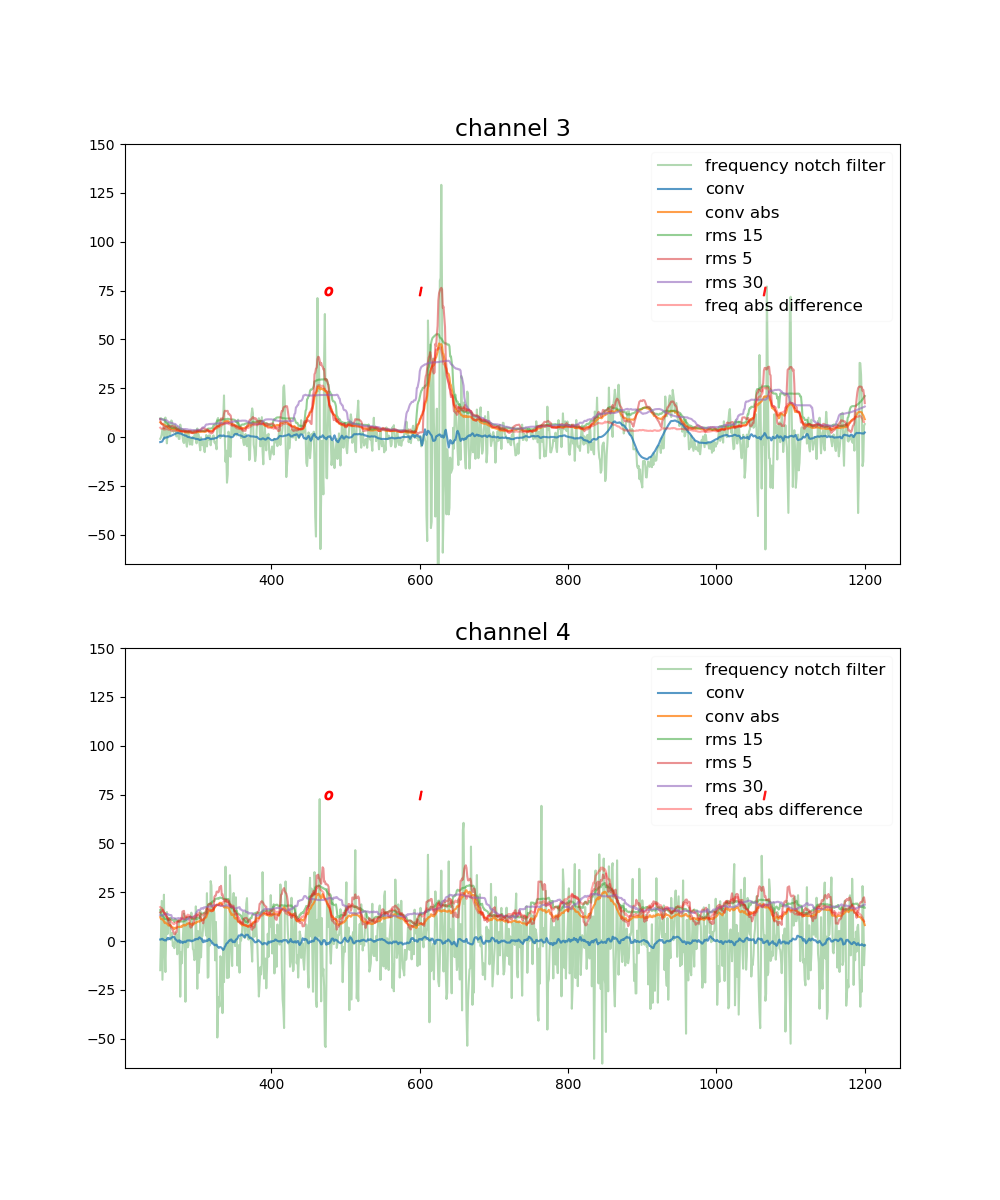 channel 3
150
125
100
75
50
25
0
−25
−50
frequency notch filter
conv
conv abs
rms 15
rms 5
rms 30
freq abs difference
o
I
I
400
600
800
1000
1200
channel 4
150
125
100
75
50
25
0
−25
−50
frequency notch filter
conv
conv abs
rms 15
rms 5
rms 30
freq abs difference
o
I
I
400
600
800
1000
1200